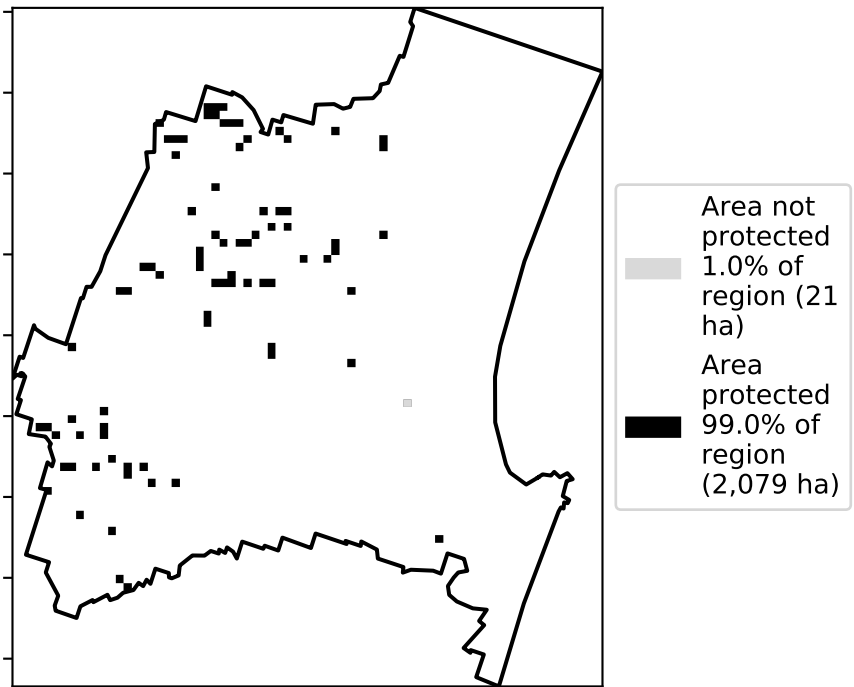 Area not
protected
1.0% of
region (21
ha)
Area
protected
99.0% of
region
(2,079 ha)